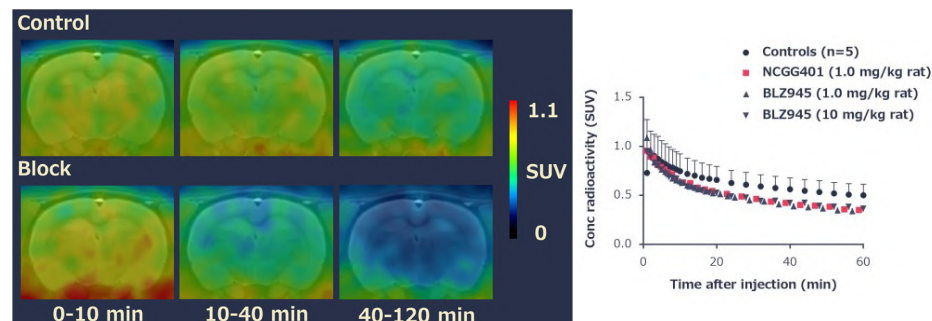 Control
Block
0-10 min
10-40 min
40-120 min
1.1
SUV
0
Controls (n=5)
NCGG401 (1.0 mg/kg rat)
BLZ945 (1.0 mg/kg rat)
BLZ945 (10 mg/kg rat)
Conc radioactivity (SUV)
1.5
1.0
0.5
0.0
0
20
40
60
Time after injection (min)